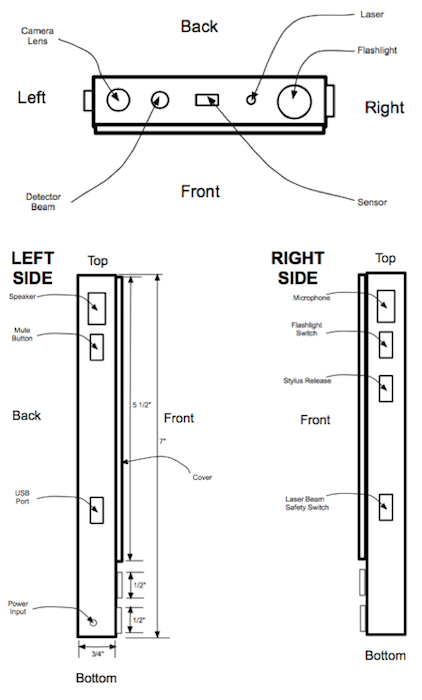 Back
Camera
Lens
Laser
Flashlight
Left
Right
Detector
Beam
Front
Sensor
LEFT
SIDE
Top
Speaker
Mute
Button
Back
5 1/2"
Front
7"
Cover
USB
Port
1/2"
Power
Input
1/2"
3/4"
Bottom
RIGHT
SIDE
Top
Microphone
Flashlight
Switch
Stylus Release
Front
Laser Beam
Safety Switch
Bottom